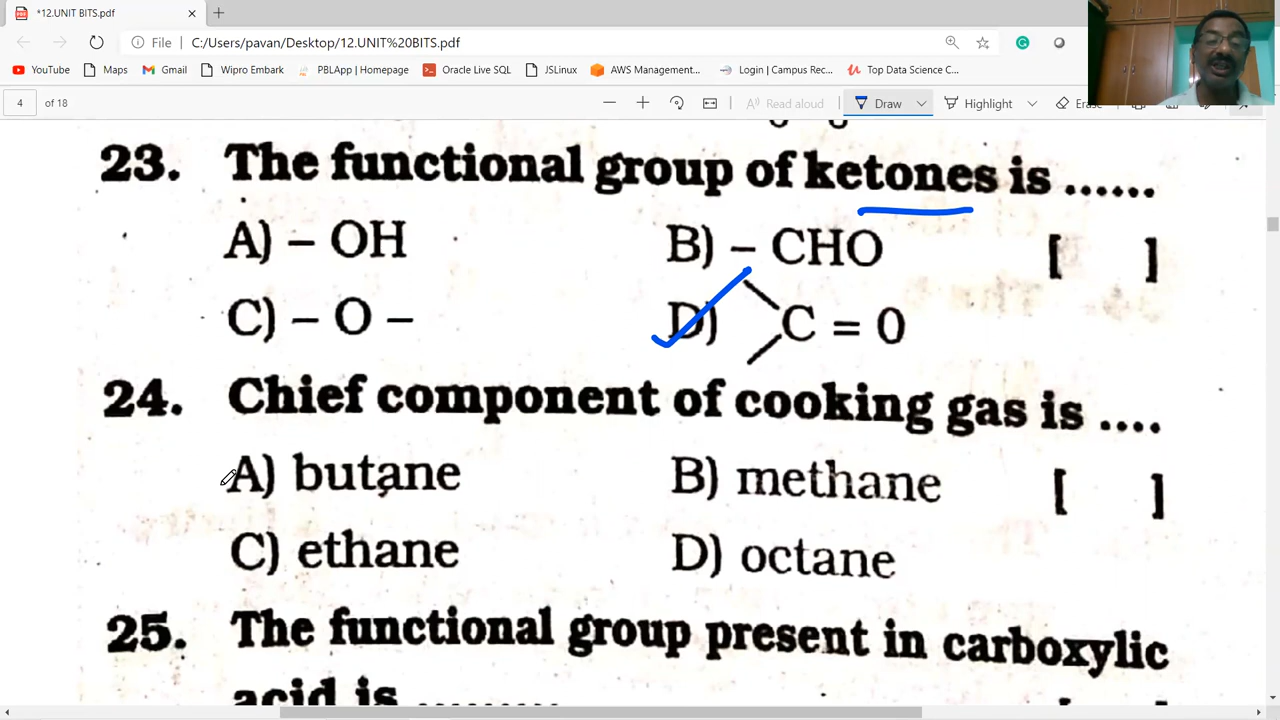 *12.UNIT BITS.pdf
File C:/Users/pavan/Desktop/12.UNIT%20BITS.pdf
YouTube Maps Gmail Wipro Embark PBLApp | Homepage Oracle Live SQL JSLinux AWS Management... Login | Campus Rec... Top Data Science C...
4 of 18 Read aloud Draw Highlight Erase
23. The functional group of ketones is ......
A) – OH B) – CHO [ ]
C) – O – D) C = 0
24. Chief component of cooking gas is ....
A) butane B) methane [ ]
C) ethane D) octane
25. The functional group present in carboxylic
acid is .........